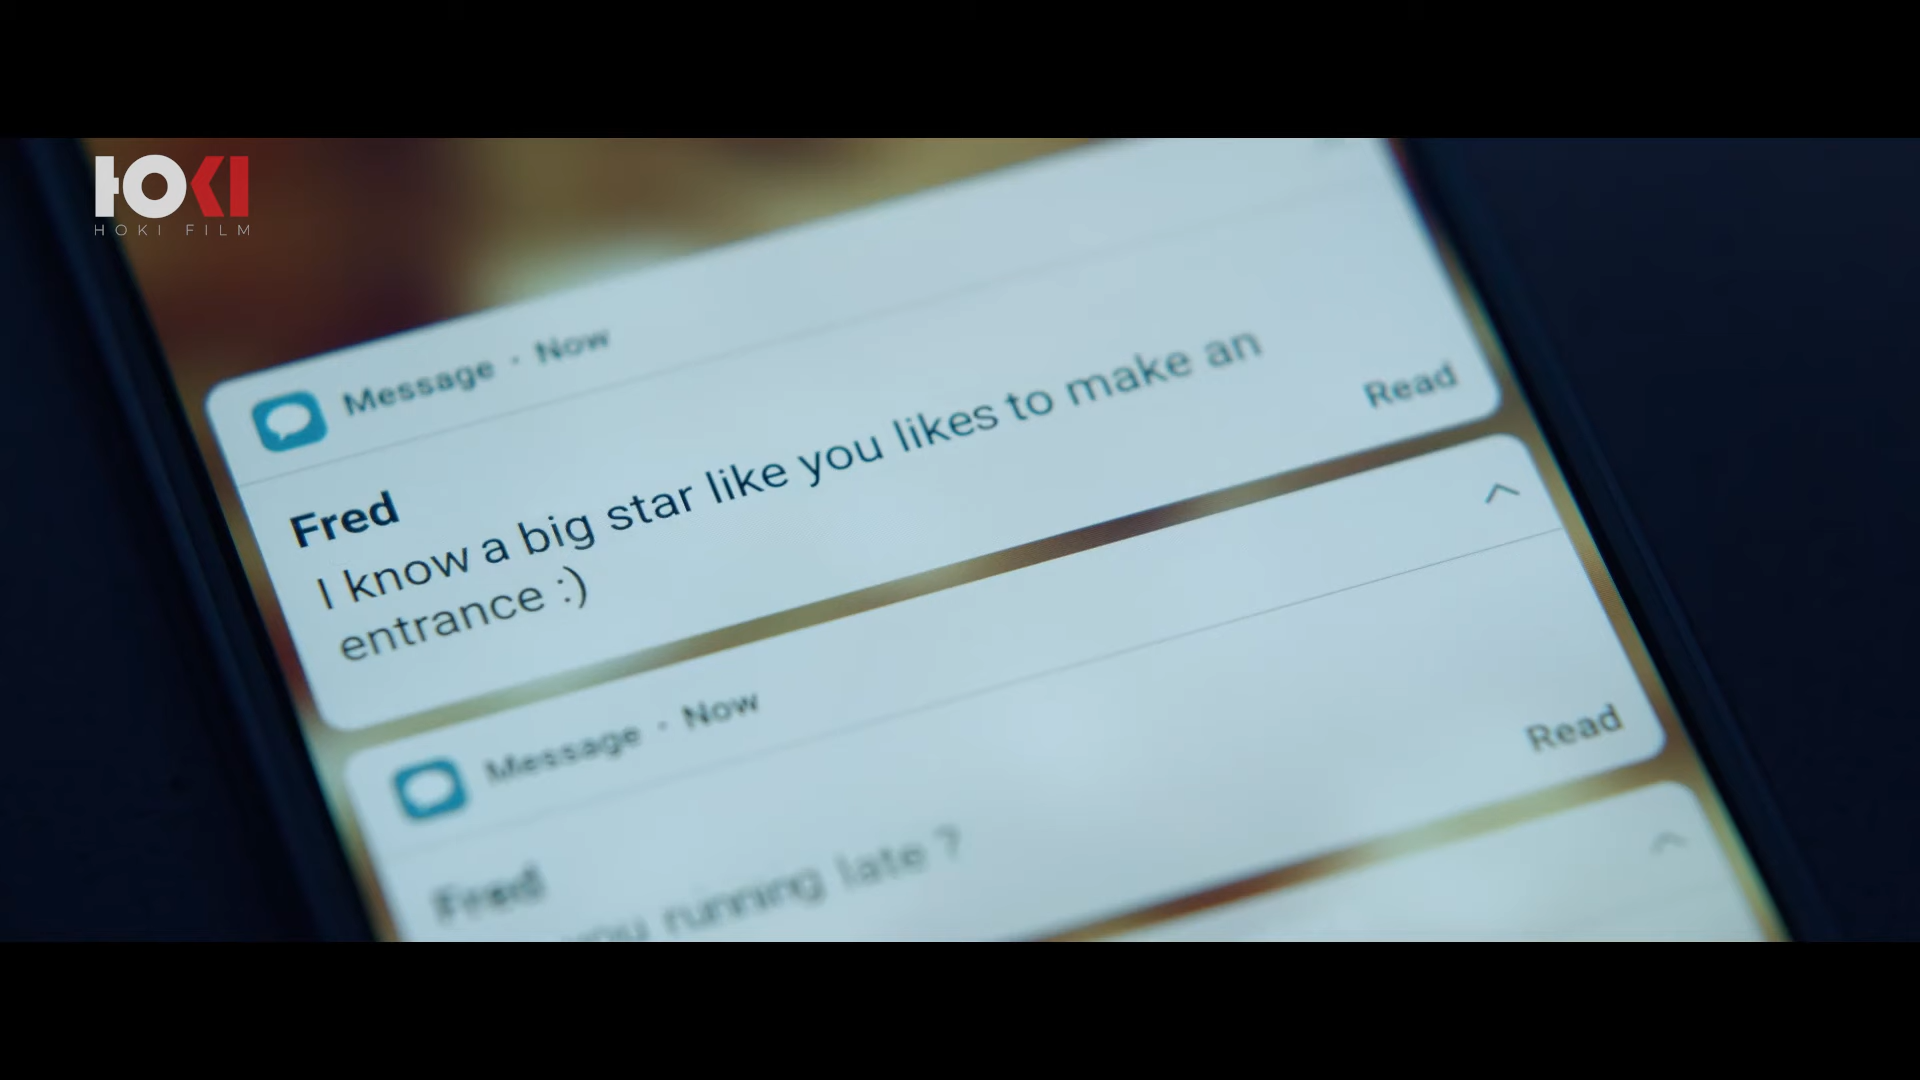 HOKI
HOKI FILM
Message · Now
Fred
I know a big star like you likes to make an
entrance :)
Read
Message · Now
Fred
you running late ?
Read